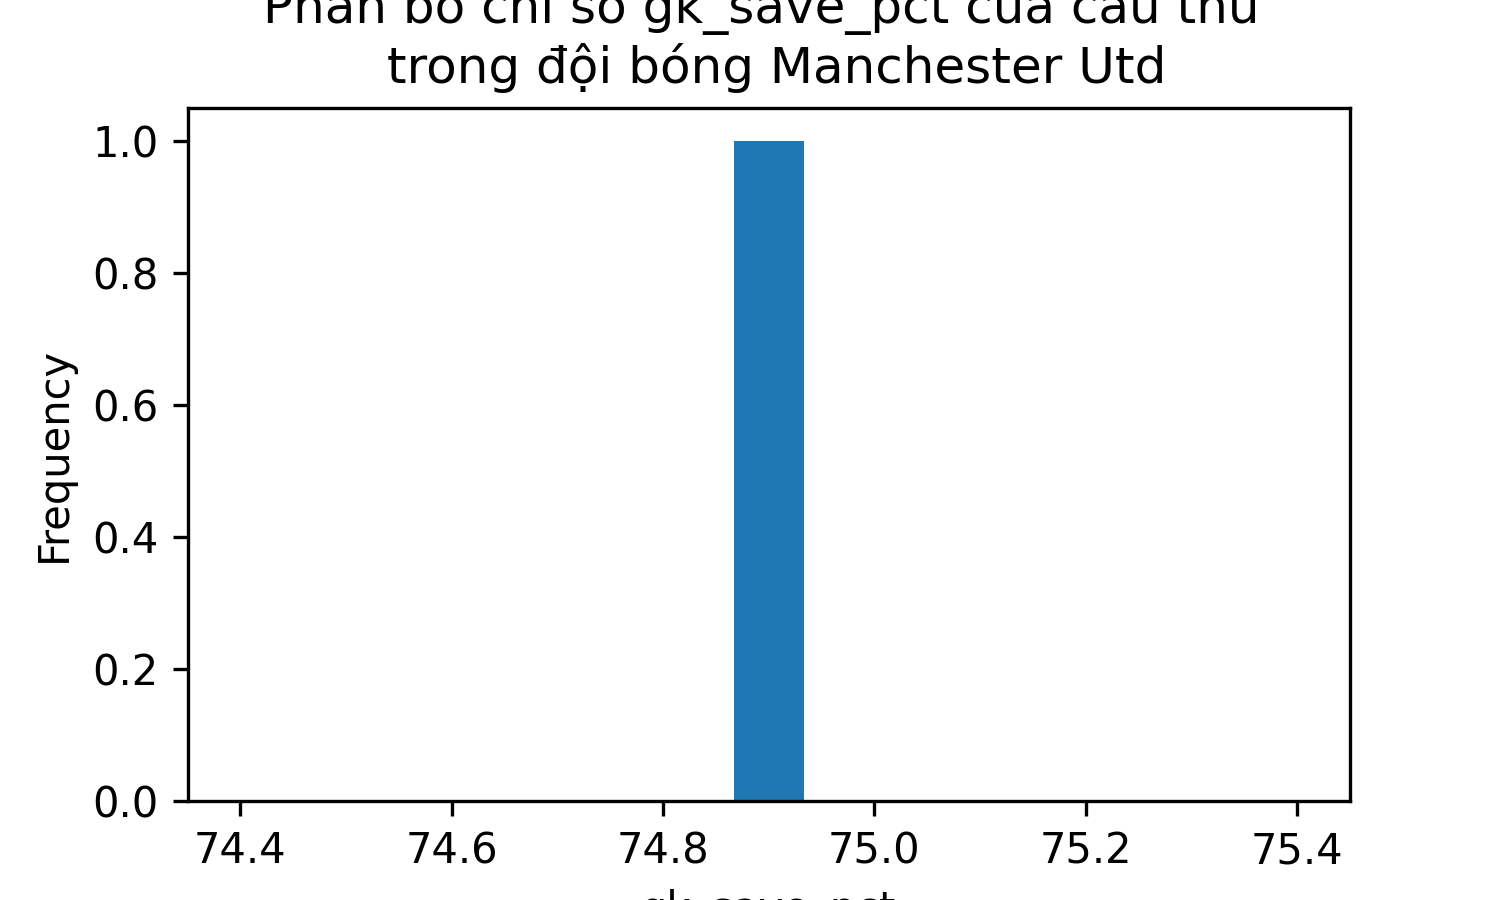 Phân bố chỉ số gk_save_pct của cầu thủ
trong đội bóng Manchester Utd
1.0
0.8
0.6
0.4
0.2
0.0
Frequency
74.4 74.6 74.8 75.0 75.2 75.4
gk_save_pct